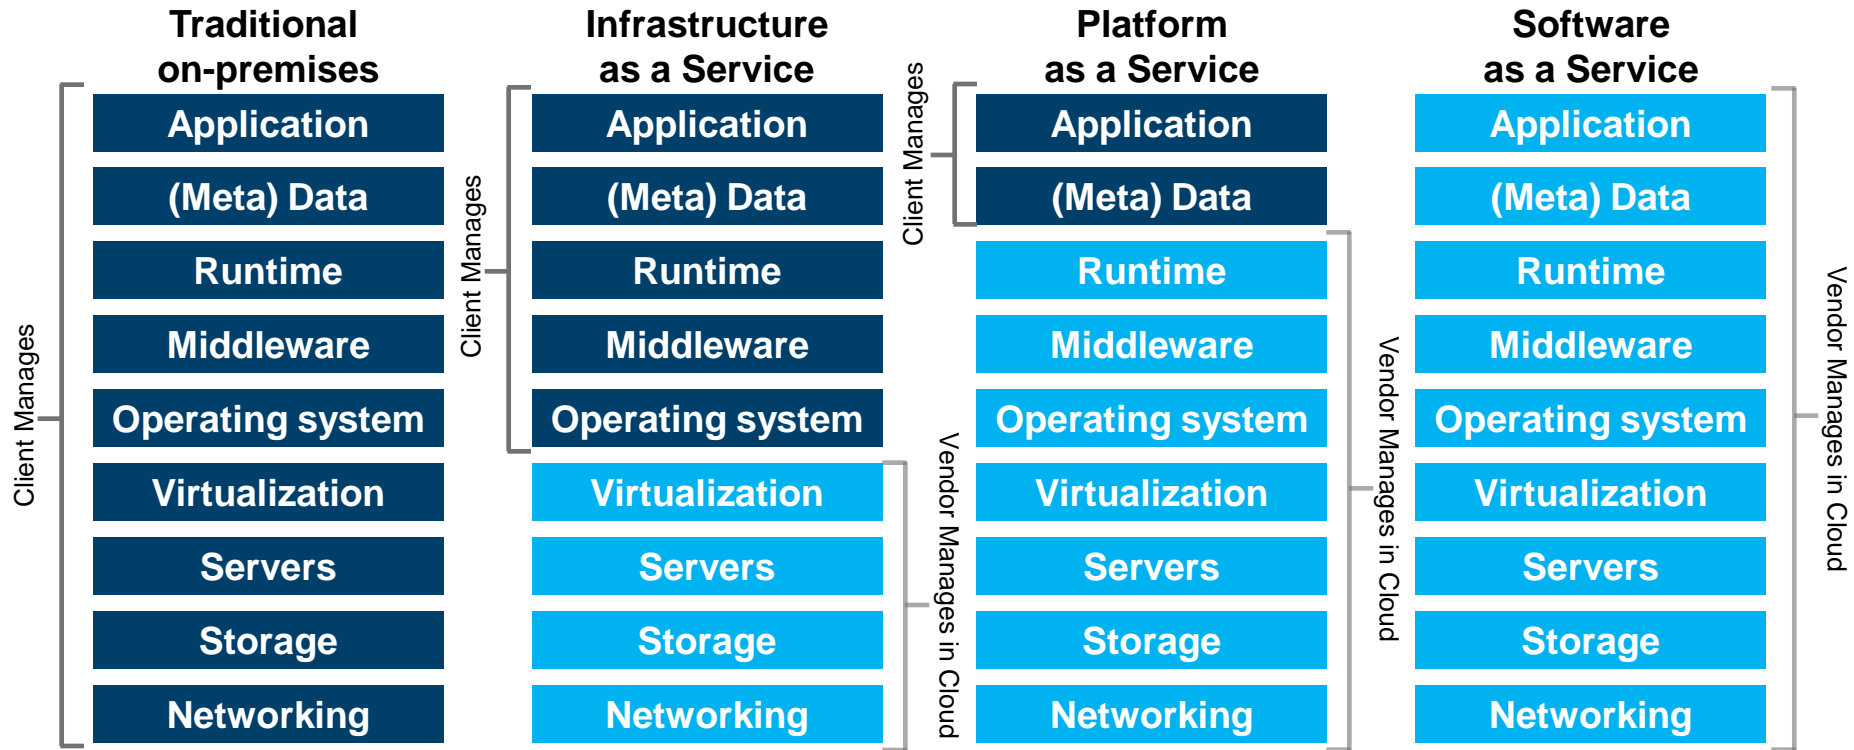 Traditional
on-premises
Client Manages
Application
(Meta) Data
Runtime
Middleware
Operating system
Virtualization
Servers
Storage
Networking
Infrastructure
as a Service
Client Manages
Application
(Meta) Data
Runtime
Middleware
Operating system
Virtualization
Servers
Storage
Networking
Vendor Manages in Cloud
Platform
as a Service
Client Manages
Application
(Meta) Data
Runtime
Middleware
Operating system
Virtualization
Servers
Storage
Networking
Vendor Manages in Cloud
Software
as a Service
Application
(Meta) Data
Runtime
Middleware
Operating system
Virtualization
Servers
Storage
Networking
Vendor Manages in Cloud